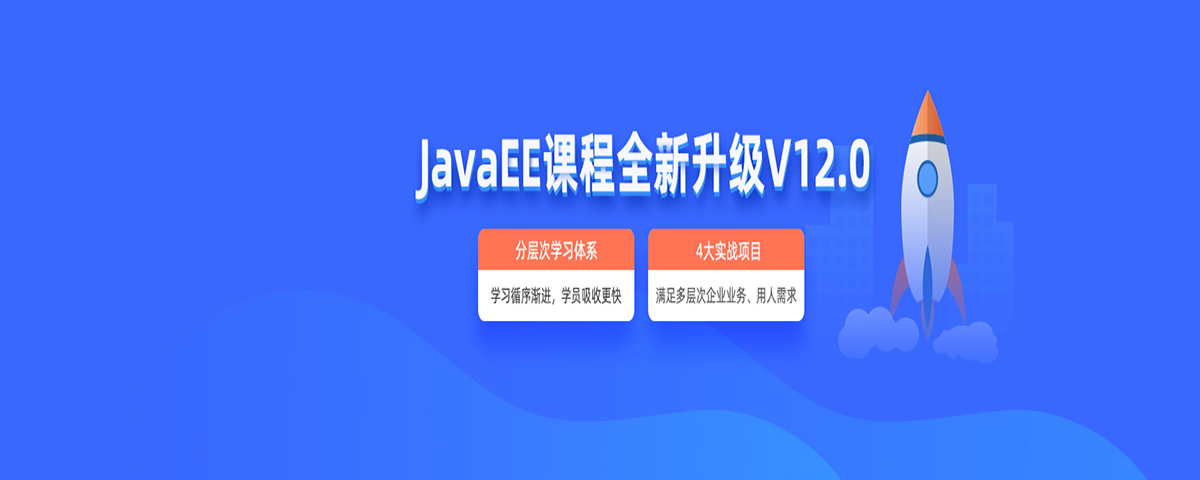 JavaEE课程全新升级V12.0
分层次学习体系
学习循序渐进，学员吸收更快
4大实战项目
满足多层次企业业务、用人需求